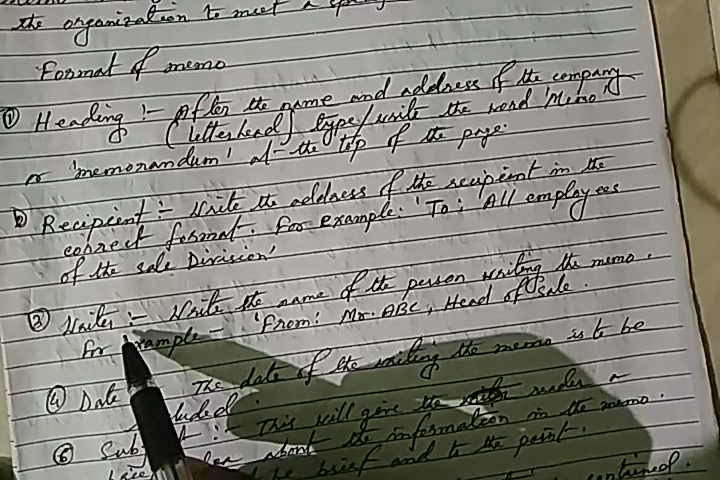 the organization to meet a
Format of memo
① Heading :- After the name and address of the company
(letterhead) type/write the word 'Memo'
or 'memorandum' at the top of the page.
② Recipient :- Write the address of the recipient in the
correct format. For example: 'To: All employees
of the sale Division'
③ Writer :- Write the name of the person writing the memo.
For example - 'From: Mr. ABC, Head of Sale.
④ Date The date of the writing the memo is to be
⑤ This will give the reader a
about the information in the memo.
be brief and to the point.
contained.